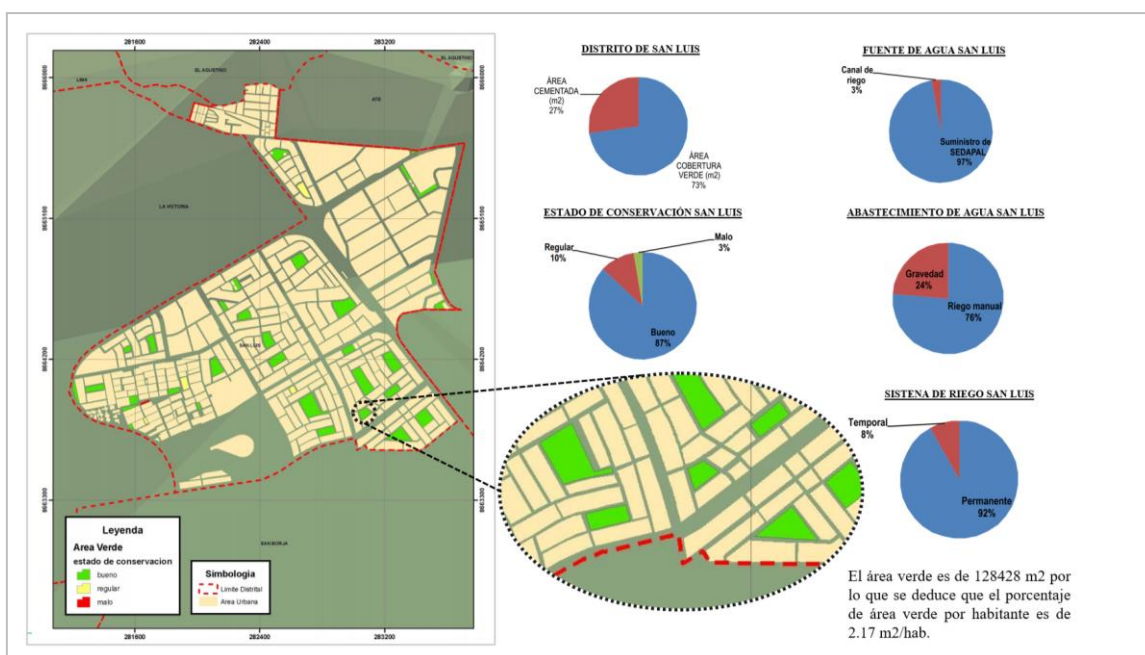 281600 282400 283200
EL AGUSTINO
LIMA
EL AGUSTINO
ATE
LA VICTORIA
SAN LUIS
SAN BORJA
8666000
8665100
8664200
8663300
8666000
8665100
8664200
8663300
281600 282400 283200
Leyenda
Area Verde
estado de conservacion
bueno
regular
malo
Simbologia
Limite Distrital
Area Urbana
DISTRITO DE SAN LUIS
ÁREA
CEMENTADA
(m2)
27%
ÁREA
COBERTURA
VERDE (m2)
73%
FUENTE DE AGUA SAN LUIS
Canal de
riego
3%
Suministro de
SEDAPAL
97%
ESTADO DE CONSERVACIÓN SAN LUIS
Regular
10%
Malo
3%
Bueno
87%
ABASTECIMIENTO DE AGUA SAN LUIS
Gravedad
24%
Riego manual
76%
SISTENA DE RIEGO SAN LUIS
Temporal
8%
Permanente
92%
El área verde es de 128428 m2 por
lo que se deduce que el porcentaje
de área verde por habitante es de
2.17 m2/hab.